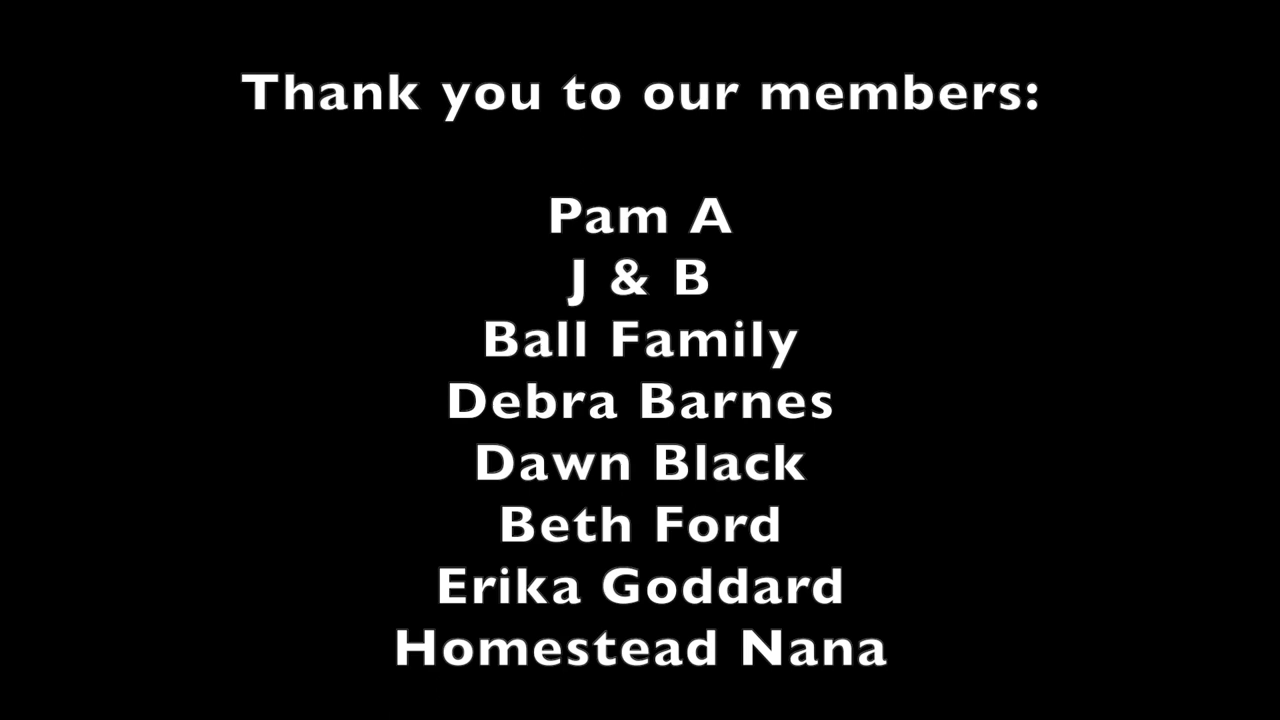 Thank you to our members:
Pam A
J & B
Ball Family
Debra Barnes
Dawn Black
Beth Ford
Erika Goddard
Homestead Nana